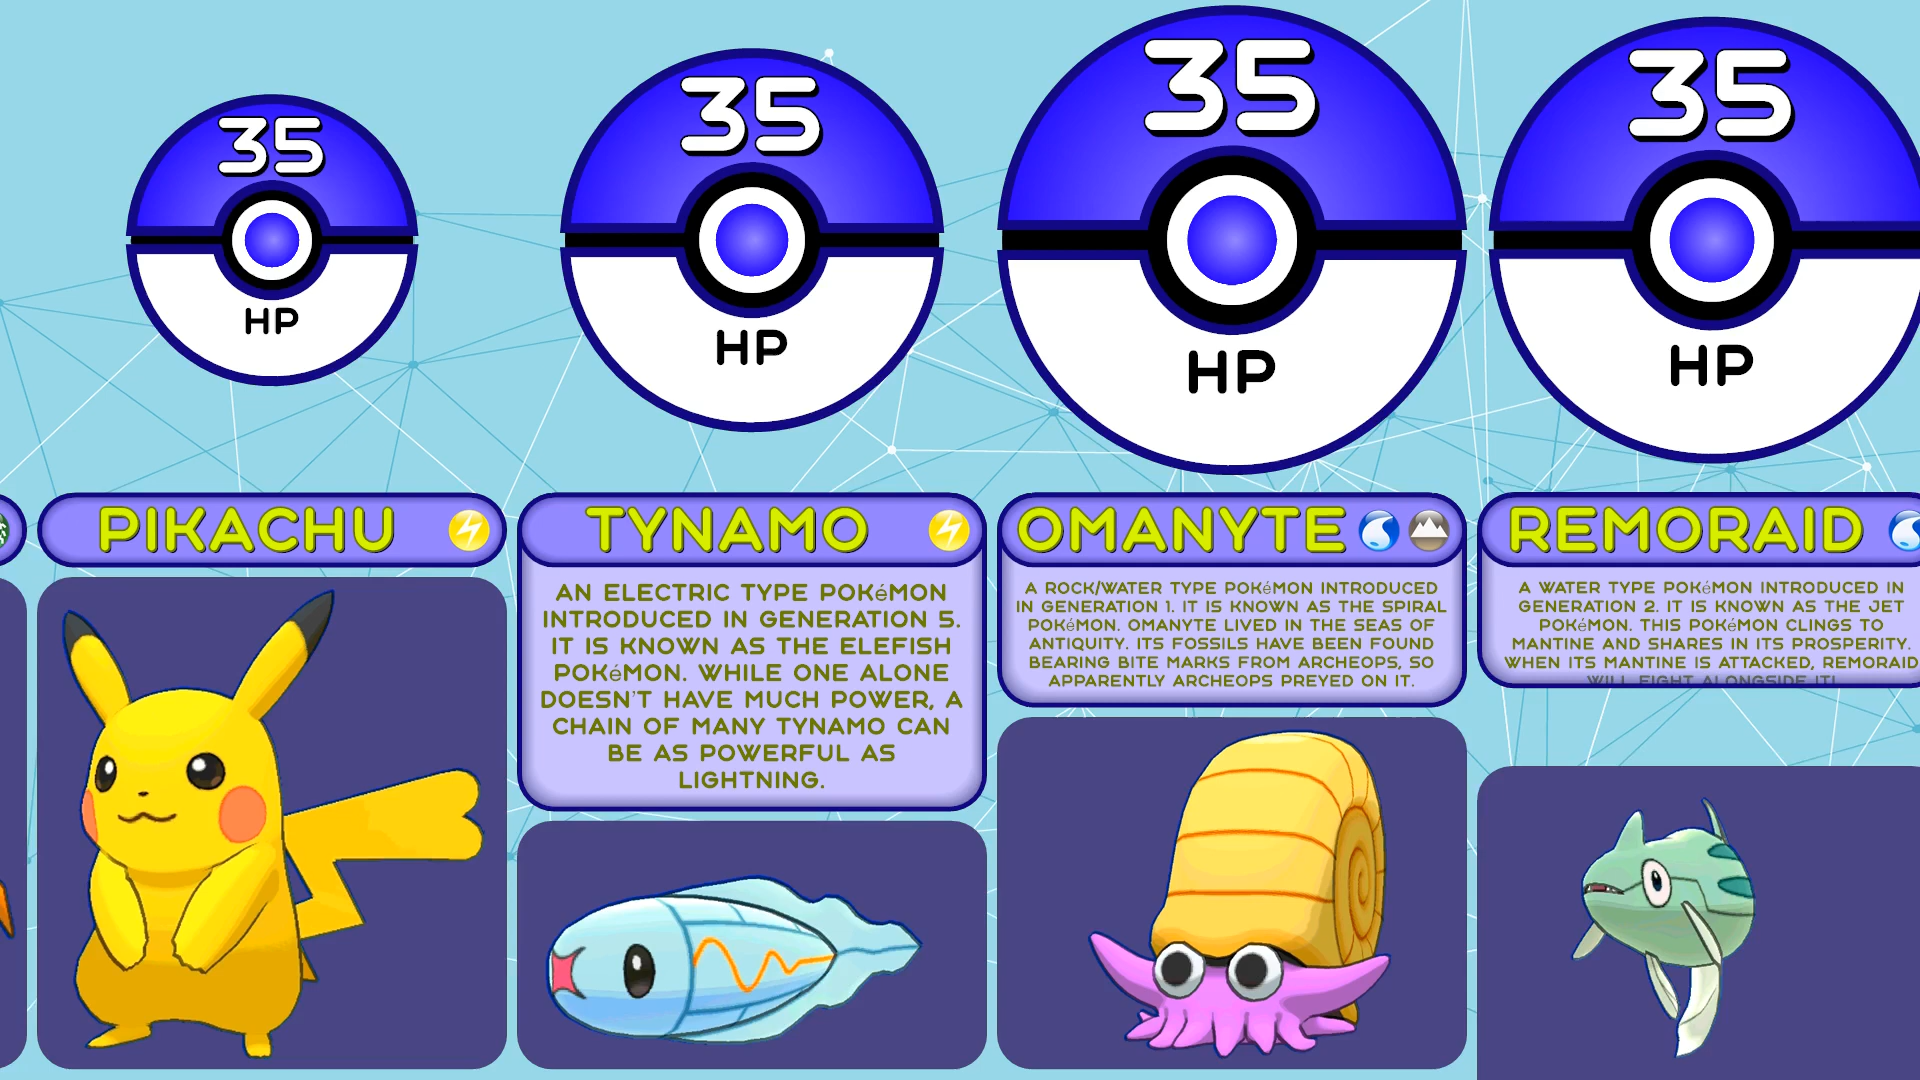 35
HP
PIKACHU
35
HP
TYNAMO
AN ELECTRIC TYPE POKéMON
INTRODUCED IN GENERATION 5.
IT IS KNOWN AS THE ELEFISH
POKéMON. WHILE ONE ALONE
DOESN'T HAVE MUCH POWER, A
CHAIN OF MANY TYNAMO CAN
BE AS POWERFUL AS
LIGHTNING.
35
HP
OMANYTE
A ROCK/WATER TYPE POKéMON INTRODUCED
IN GENERATION 1. IT IS KNOWN AS THE SPIRAL
POKéMON. OMANYTE LIVED IN THE SEAS OF
ANTIQUITY. ITS FOSSILS HAVE BEEN FOUND
BEARING BITE MARKS FROM ARCHEOPS, SO
APPARENTLY ARCHEOPS PREYED ON IT.
35
HP
REMORAID
A WATER TYPE POKéMON INTRODUCED IN
GENERATION 2. IT IS KNOWN AS THE JET
POKéMON. THIS POKéMON CLINGS TO
MANTINE AND SHARES IN ITS PROSPERITY.
WHEN ITS MANTINE IS ATTACKED, REMORAID
WILL FIGHT ALONGSIDE IT!